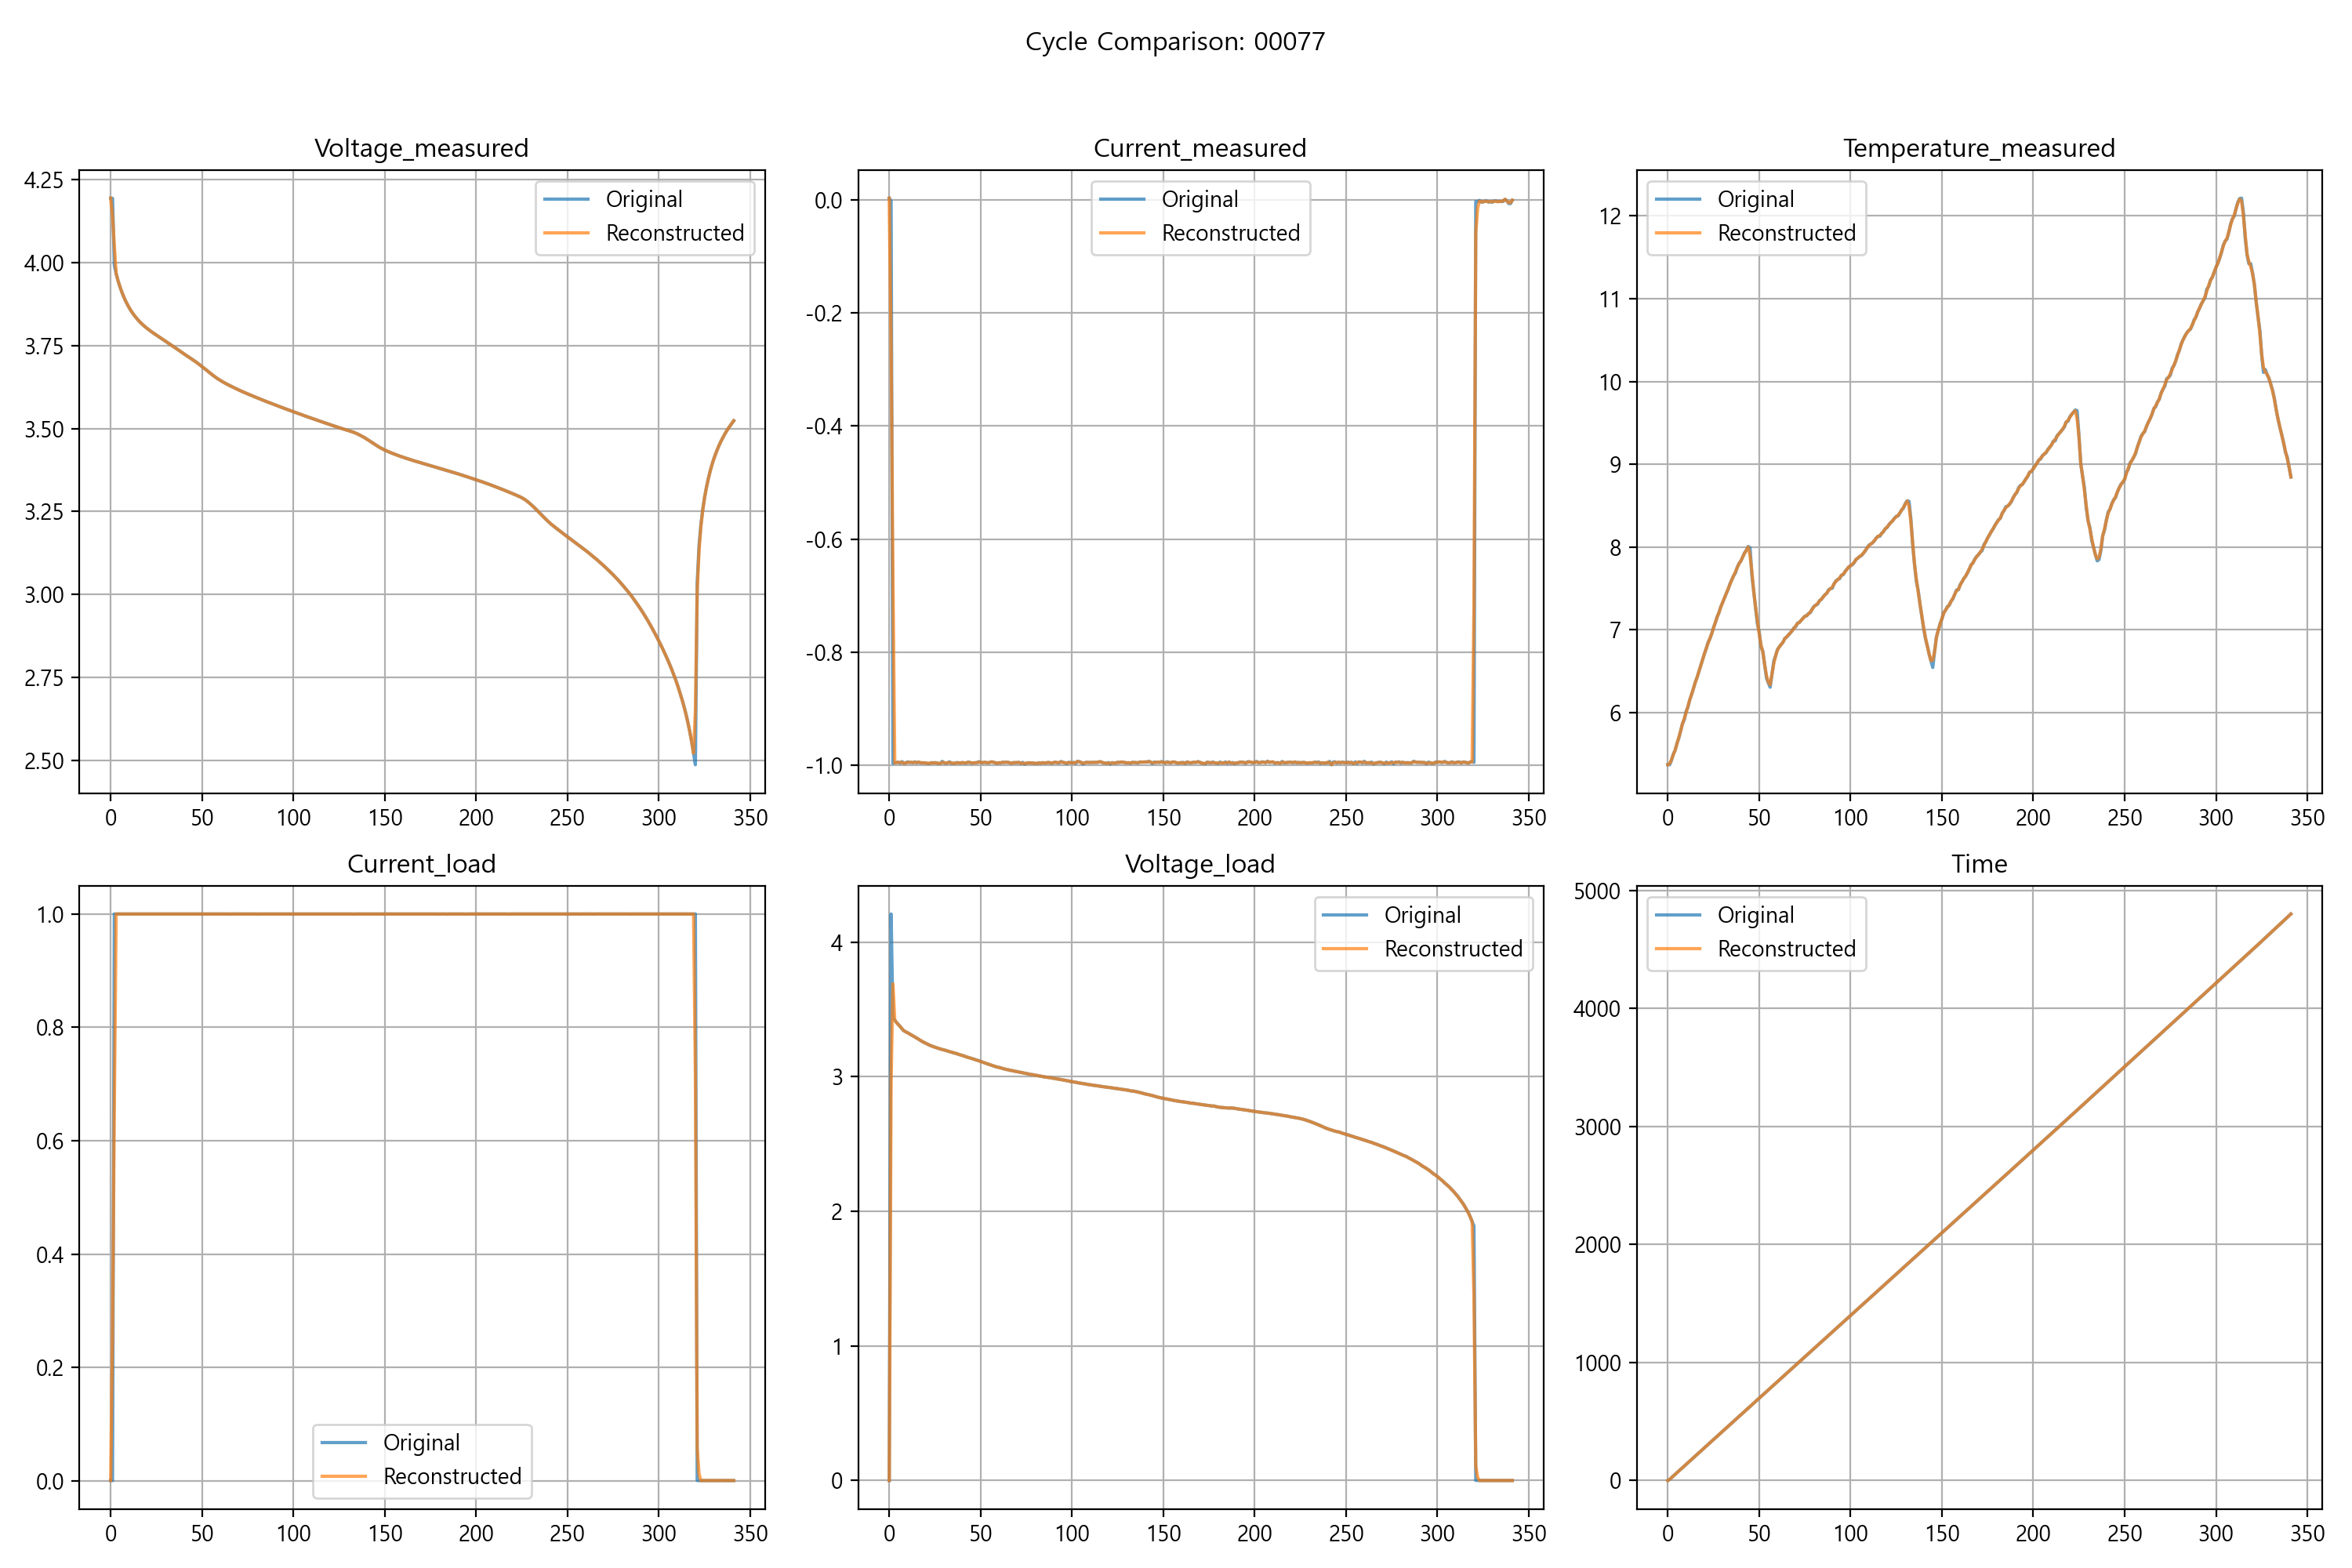 Cycle Comparison: 00077
Voltage_measured
4.25
4.00
3.75
3.50
3.25
3.00
2.75
2.50
0 50 100 150 200 250 300 350
Original
Reconstructed
Current_measured
0.0
-0.2
-0.4
-0.6
-0.8
-1.0
0 50 100 150 200 250 300 350
Original
Reconstructed
Temperature_measured
12
11
10
9
8
7
6
0 50 100 150 200 250 300 350
Original
Reconstructed
Current_load
1.0
0.8
0.6
0.4
0.2
0.0
0 50 100 150 200 250 300 350
Original
Reconstructed
Voltage_load
4
3
2
1
0
0 50 100 150 200 250 300 350
Original
Reconstructed
Time
5000
4000
3000
2000
1000
0
0 50 100 150 200 250 300 350
Original
Reconstructed